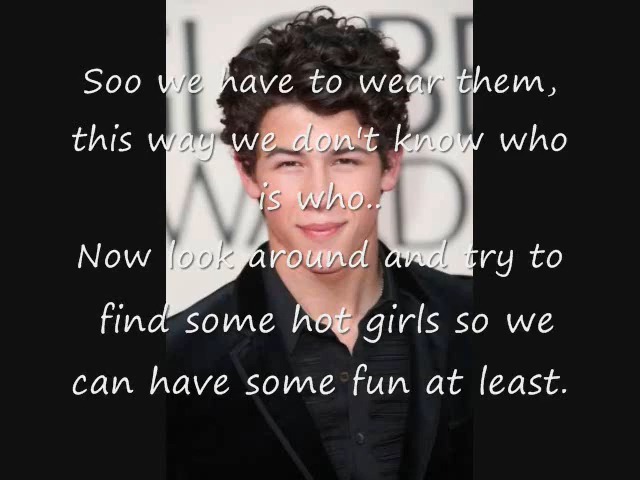 Soo we have to wear them,
this way we don't know who
is who..
Now look around and try to
find some hot girls so we
can have some fun at least.